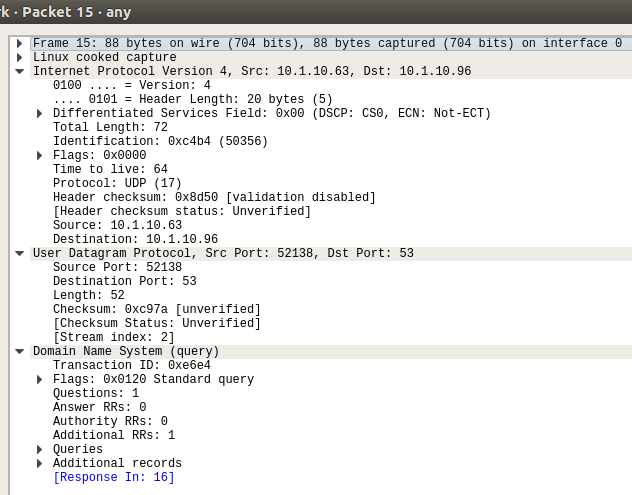 k · Packet 15 · any
Frame 15: 88 bytes on wire (704 bits), 88 bytes captured (704 bits) on interface 0
Linux cooked capture
Internet Protocol Version 4, Src: 10.1.10.63, Dst: 10.1.10.96
0100 .... = Version: 4
.... 0101 = Header Length: 20 bytes (5)
Differentiated Services Field: 0x00 (DSCP: CS0, ECN: Not-ECT)
Total Length: 72
Identification: 0xc4b4 (50356)
Flags: 0x0000
Time to live: 64
Protocol: UDP (17)
Header checksum: 0x8d50 [validation disabled]
[Header checksum status: Unverified]
Source: 10.1.10.63
Destination: 10.1.10.96
User Datagram Protocol, Src Port: 52138, Dst Port: 53
Source Port: 52138
Destination Port: 53
Length: 52
Checksum: 0xc97a [unverified]
[Checksum Status: Unverified]
[Stream index: 2]
Domain Name System (query)
Transaction ID: 0xe6e4
Flags: 0x0120 Standard query
Questions: 1
Answer RRs: 0
Authority RRs: 0
Additional RRs: 1
Queries
Additional records
[Response In: 16]